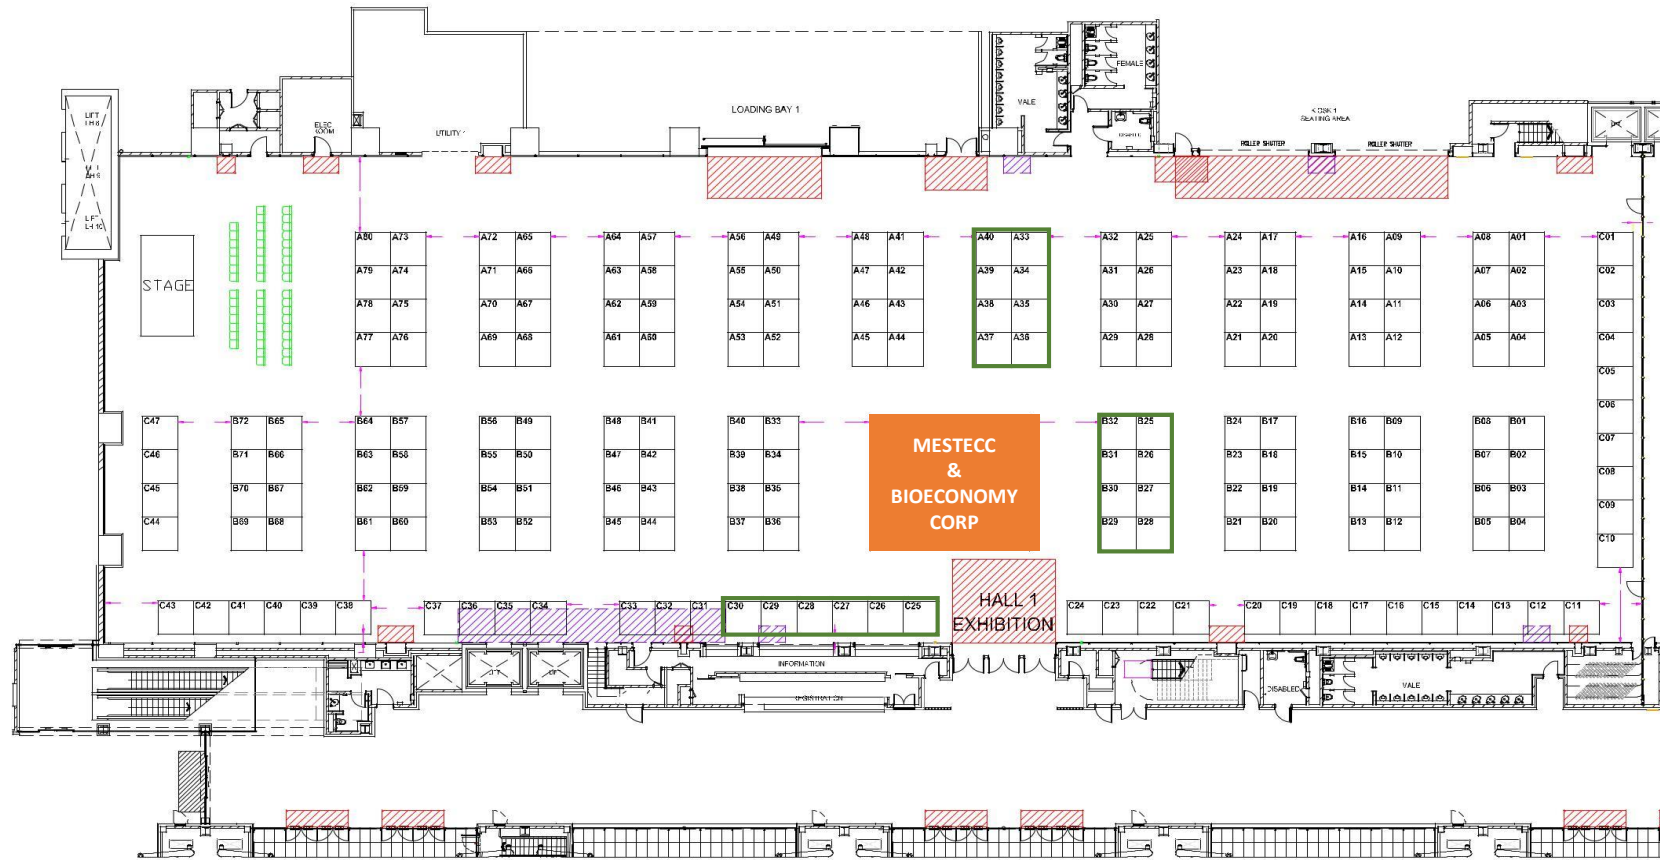 LOADING BAY 1
FEMALE
ELEC
ROOM
ROLLER SHUTTER
ROLLER SHUTTER
SEATING AREA
LIFT
STAGE
A80 A73 A72 A65 A64 A57 A56 A49 A48 A41 A40 A33 A32 A25 A24 A17 A16 A09 A08 A01 C01
A79 A74 A71 A66 A63 A58 A55 A50 A47 A42 A39 A34 A31 A26 A23 A18 A15 A10 A07 A02 C02
A78 A75 A70 A67 A62 A59 A54 A51 A46 A43 A38 A35 A30 A27 A22 A19 A14 A11 A06 A03 C03
A77 A76 A69 A68 A61 A60 A53 A52 A45 A44 A37 A36 A29 A28 A21 A20 A13 A12 A05 A04 C04
C05
C06
C47 B72 B65 B64 B57 B56 B49 B48 B41 B40 B33 B32 B25 B24 B17 B16 B09 B08 B01
C07
C46 B71 B66 B63 B58 B55 B50 B47 B42 B39 B34 B31 B26 B23 B18 B15 B10 B07 B02
C08
C45 B70 B67 B62 B59 B54 B51 B46 B43 B38 B35 B30 B27 B22 B19 B14 B11 B06 B03
C09
C44 B69 B68 B61 B60 B53 B52 B45 B44 B37 B36 B29 B28 B21 B20 B13 B12 B05 B04
C10
MESTECC
&
BIOECONOMY
CORP
C43 C42 C41 C40 C39 C38 C37 C36 C35 C34 C33 C32 C31 C30 C29 C28 C27 C26 C25
HALL 1
EXHIBITION
C24 C23 C22 C21 C20 C19 C18 C17 C16 C15 C14 C13 C12 C11
INFORMATION
REGISTRATION
DISABLED